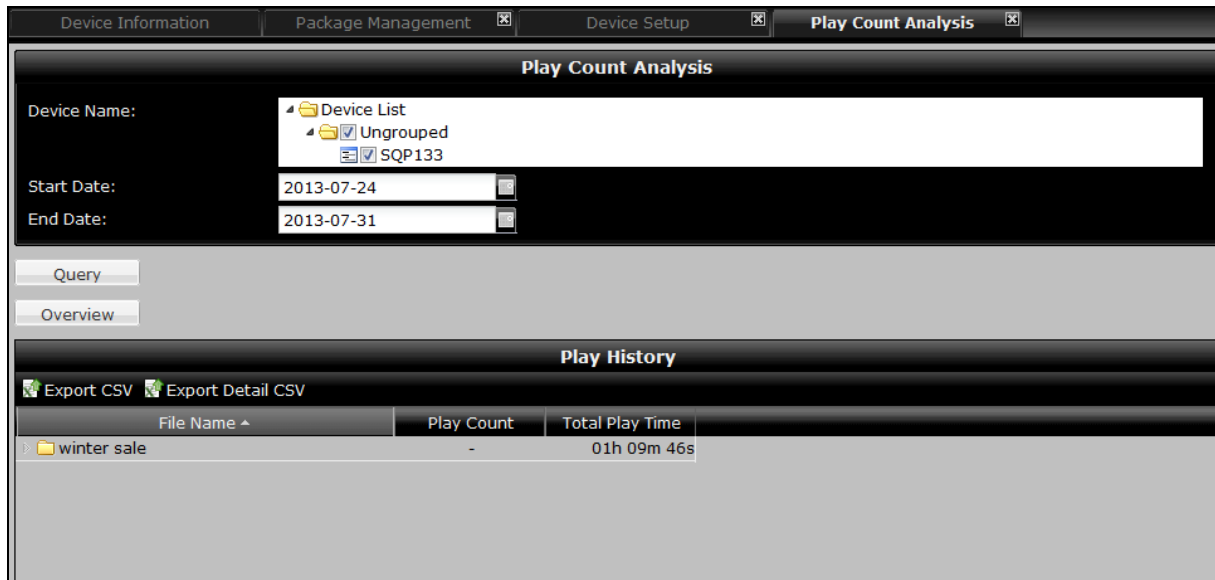 Device Information Package Management Device Setup Play Count Analysis
Play Count Analysis
Device Name:
Device List
Ungrouped
SQP133
Start Date: 2013-07-24
End Date: 2013-07-31
Query
Overview
Play History
Export CSV Export Detail CSV
File Name Play Count Total Play Time
winter sale - 01h 09m 46s